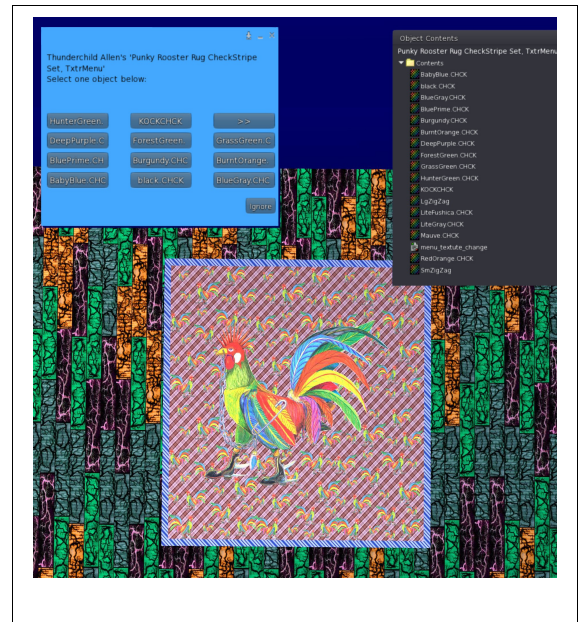 Thunderchild Allen's 'Punky Rooster Rug CheckStripe
Set, TxtrMenu'
Select one object below:
HunterGreen.
KOCKCHCK
>>
DeepPurple.C
ForestGreen.
GrassGreen.C
BluePrime.CH
Burgundy.CHC
BurntOrange.
BabyBlue.CHC
black.CHCK
BlueGray.CHC
Ignore
Object Contents
Punky Rooster Rug CheckStripe Set, TxtrMenu
Contents
BabyBlue.CHCK
black.CHCK
BlueGray.CHCK
BluePrime.CHCK
Burgundy.CHCK
BurntOrange.CHCK
DeepPurple.CHCK
ForestGreen.CHCK
GrassGreen.CHCK
HunterGreen.CHCK
KOCKCHCK
LgZigZag
LiteFushica.CHCK
LiteGray.CHCK
Mauve.CHCK
menu_textute_change
RedOrange.CHCK
SmZigZag